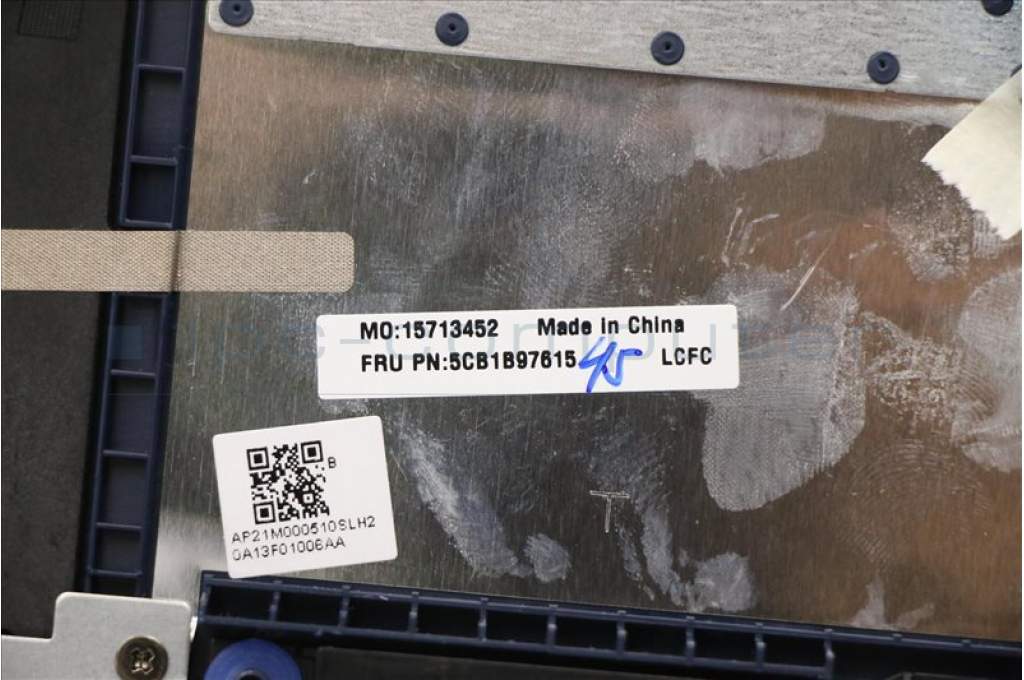 MO:15713452 Made in China
FRU PN:5CB1B97615 45 LCFC
B
AP21M000510SLH2
0A13F01006AA